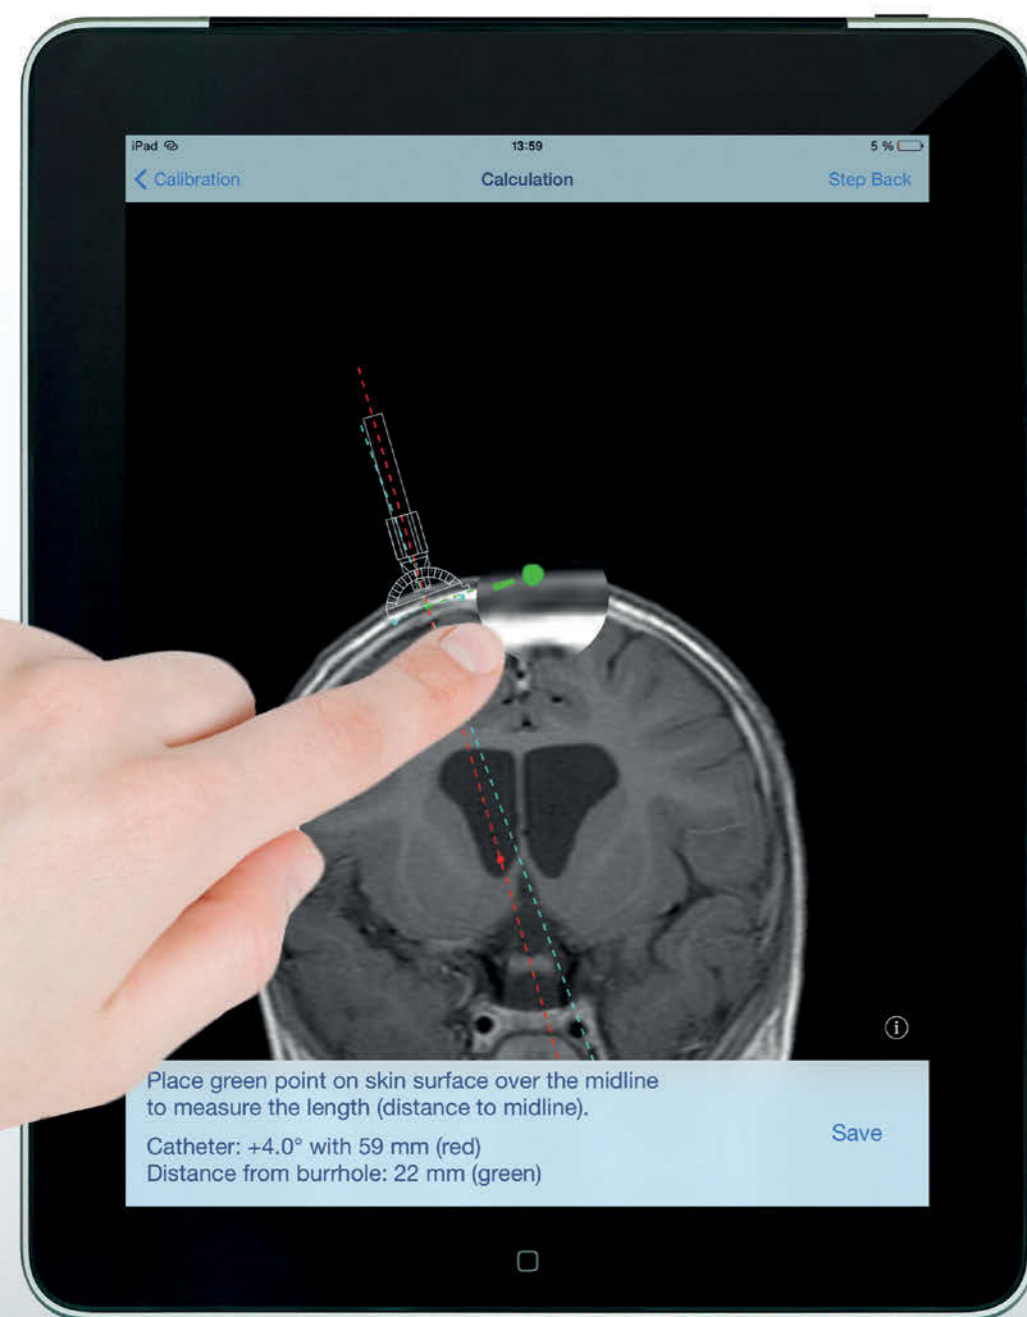 iPad 13:59 5 %
Calibration Calculation Step Back
Place green point on skin surface over the midline
to measure the length (distance to midline).
Save
Catheter: +4.0° with 59 mm (red)
Distance from burrhole: 22 mm (green)